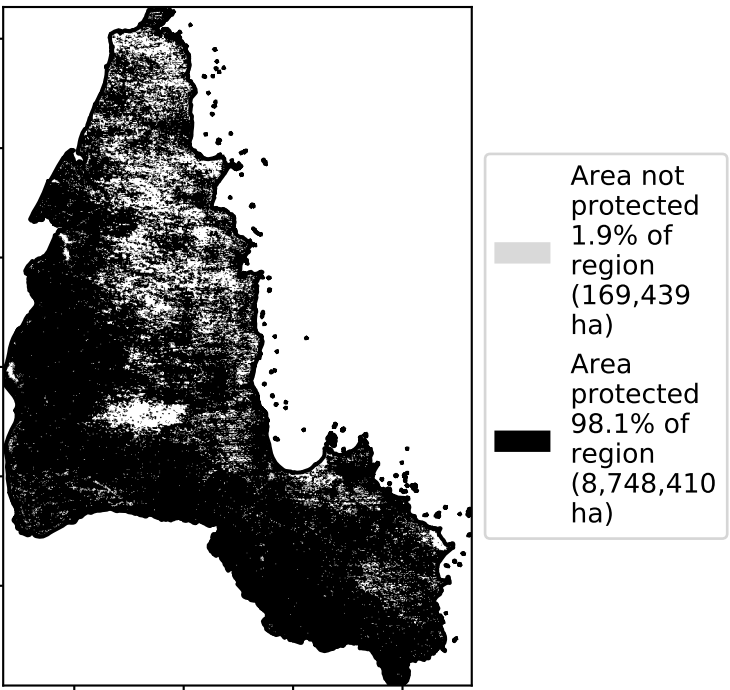 Area not
protected
1.9% of
region
(169,439
ha)
Area
protected
98.1% of
region
(8,748,410
ha)